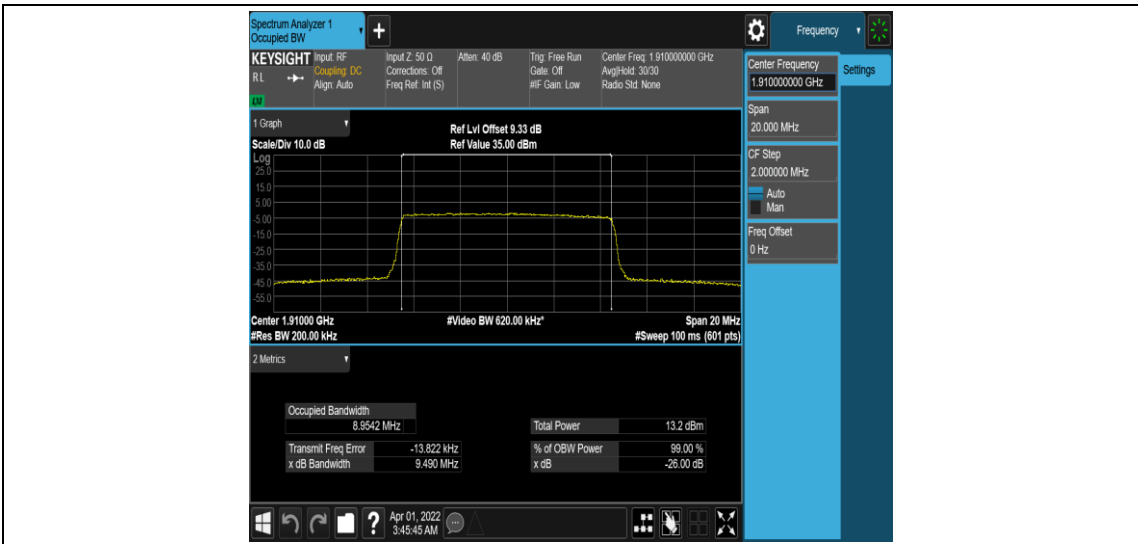 Spectrum Analyzer 1
Occupied BW
+
Frequency
KEYSIGHT
Input: RF
Input Z: 50 Ω
Atten: 40 dB
Trig: Free Run
Center Freq: 1.910000000 GHz
R L
Coupling: DC
Corrections: Off
Gate: Off
Avg|Hold: 30/30
Align: Auto
Freq Ref: Int (S)
#IF Gain: Low
Radio Std: None
Center Frequency
1.910000000 GHz
Settings
Span
20.000 MHz
CF Step
2.000000 MHz
Auto
Man
Freq Offset
0 Hz
1 Graph
Ref Lvl Offset 9.33 dB
Scale/Div 10.0 dB
Ref Value 35.00 dBm
Log
25.0
15.0
5.00
-5.00
-15.0
-25.0
-35.0
-45.0
-55.0
Center 1.91000 GHz
#Video BW 620.00 kHz*
Span 20 MHz
#Res BW 200.00 kHz
#Sweep 100 ms (601 pts)
2 Metrics
Occupied Bandwidth
8.9542 MHz
Total Power
13.2 dBm
Transmit Freq Error
-13.822 kHz
% of OBW Power
99.00 %
x dB Bandwidth
9.490 MHz
x dB
-26.00 dB
?
Apr 01, 2022
3:45:45 AM